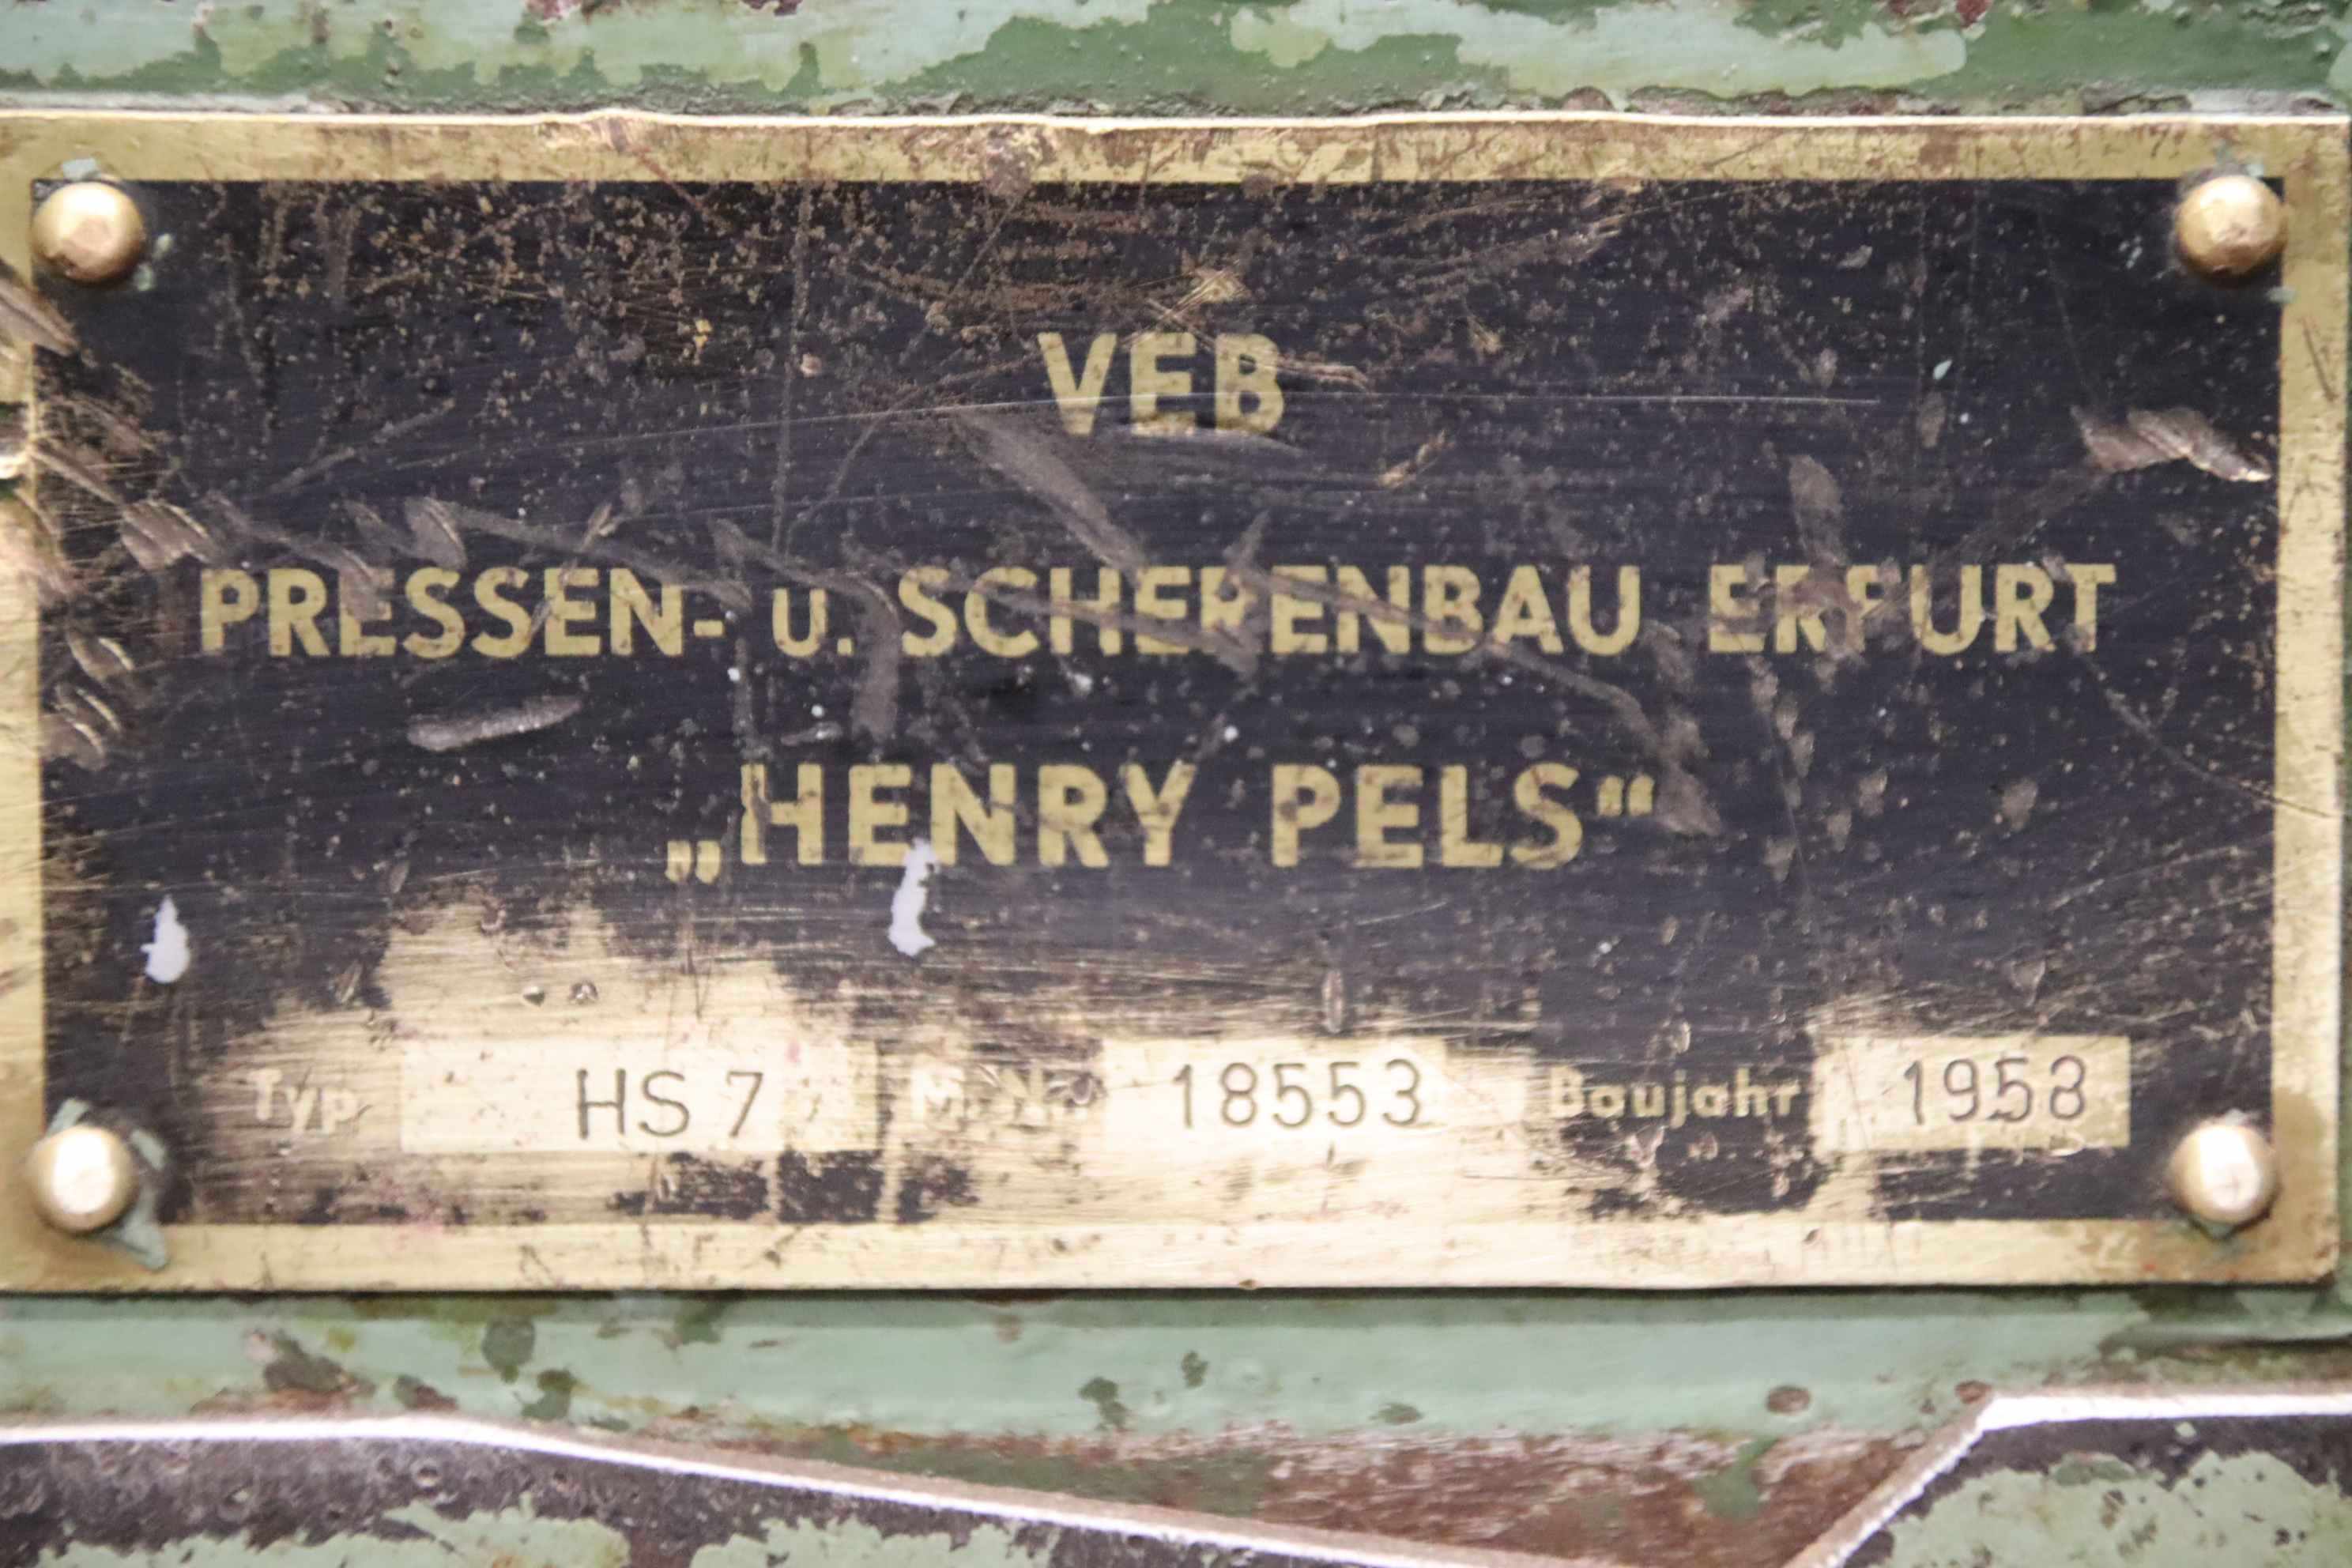 VEB
PRESSEN- u. SCHERENBAU ERFURT
„HENRY PELS“
Typ HS 7 M. Nr. 18553 Baujahr 1958